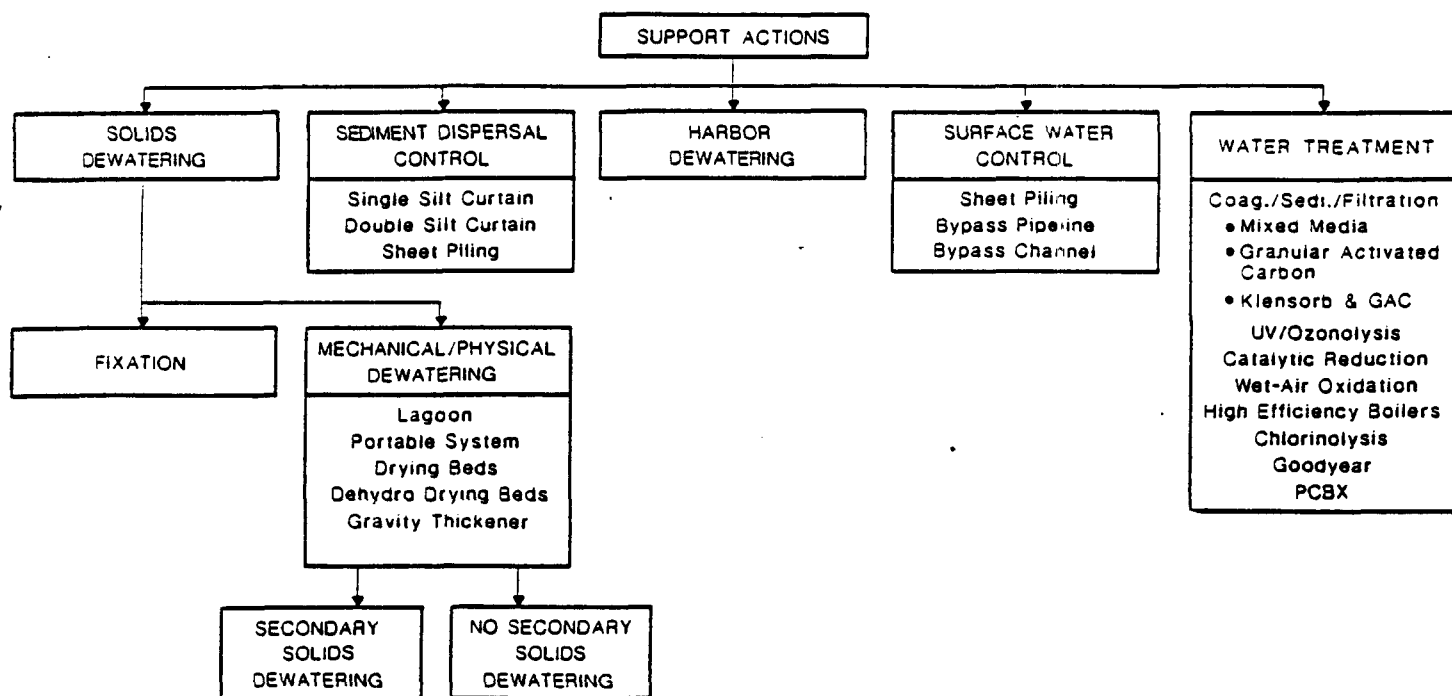 SUPPORT ACTIONS
SOLIDS
DEWATERING
SEDIMENT DISPERSAL
CONTROL
Single Silt Curtain
Double Silt Curtain
Sheet Piling
HARBOR
DEWATERING
SURFACE WATER
CONTROL
Sheet Piling
Bypass Pipeline
Bypass Channel
WATER TREATMENT
Coag./Sedi./Filtration
• Mixed Media
• Granular Activated
Carbon
• Klensorb & GAC
UV/Ozonolysis
Catalytic Reduction
Wet-Air Oxidation
High Efficiency Boilers
Chlorinolysis
Goodyear
PCBX
FIXATION
MECHANICAL/PHYSICAL
DEWATERING
Lagoon
Portable System
Drying Beds
Dehydro Drying Beds
Gravity Thickener
SECONDARY
SOLIDS
DEWATERING
NO SECONDARY
SOLIDS
DEWATERING